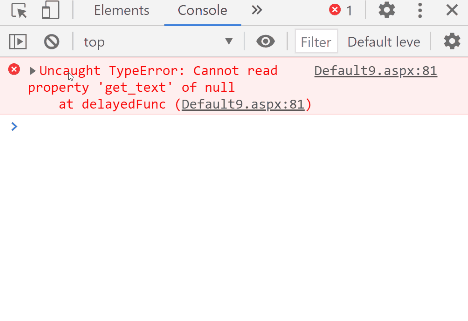 Elements Console » 1
top Filter Default leve
Uncaught TypeError: Cannot read Default9.aspx:81
property 'get_text' of null
at delayedFunc (Default9.aspx:81)